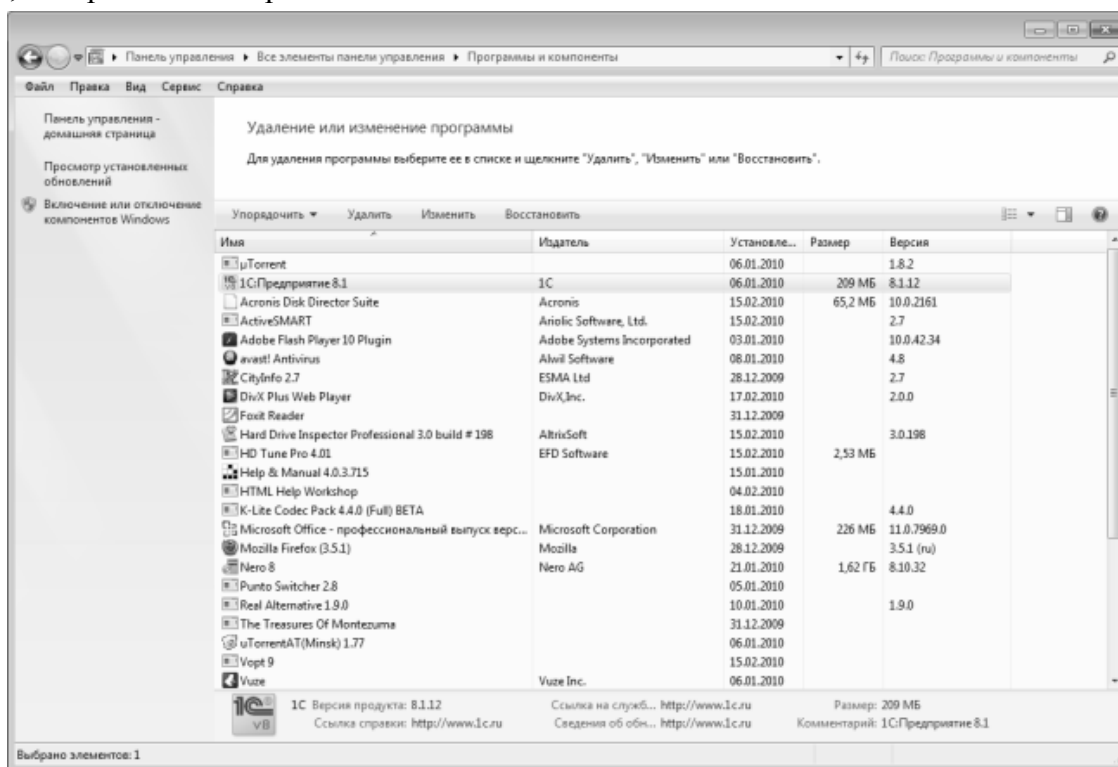 Панель управления ▸ Все элементы панели управления ▸ Программы и компоненты
Поиск: Программы и компоненты
Файл Правка Вид Сервис Справка
Панель управления -
домашняя страница
Просмотр установленных
обновлений
Включение или отключение
компонентов Windows
Удаление или изменение программы
Для удаления программы выберите ее в списке и щелкните "Удалить", "Изменить" или "Восстановить".
Упорядочить Удалить Изменить Восстановить
Имя Издатель Установле... Размер Версия
µTorrent 06.01.2010 1.8.2
1С:Предприятие 8.1 1С 06.01.2010 209 МБ 8.1.12
Acronis Disk Director Suite Acronis 15.02.2010 65,2 МБ 10.0.2161
ActiveSMART Ariolic Software, Ltd. 15.02.2010 2.7
Adobe Flash Player 10 Plugin Adobe Systems Incorporated 03.01.2010 10.0.42.34
avast! Antivirus Alwil Software 08.01.2010 4.8
CityInfo 2.7 ESMA Ltd 28.12.2009 2.7
DivX Plus Web Player DivX,Inc. 17.02.2010 2.0.0
Foxit Reader 31.12.2009
Hard Drive Inspector Professional 3.0 build # 198 AltrixSoft 15.02.2010 3.0.198
HD Tune Pro 4.01 EFD Software 15.02.2010 2,53 МБ
Help & Manual 4.0.3.715 15.01.2010
HTML Help Workshop 04.02.2010
K-Lite Codec Pack 4.4.0 (Full) BETA 18.01.2010 4.4.0
Microsoft Office - профессиональный выпуск верс... Microsoft Corporation 31.12.2009 226 МБ 11.0.7969.0
Mozilla Firefox (3.5.1) Mozilla 28.12.2009 3.5.1 (ru)
Nero 8 Nero AG 21.01.2010 1,62 ГБ 8.10.32
Punto Switcher 2.8 05.01.2010
Real Alternative 1.9.0 10.01.2010 1.9.0
The Treasures Of Montezuma 31.12.2009
uTorrentAT(Minsk) 1.77 06.01.2010
Vopt 9 15.02.2010
Vuze Vuze Inc. 06.01.2010
1С Версия продукта: 8.1.12 Ссылка на служб... http://www.1c.ru Размер: 209 МБ
Ссылка справки: http://www.1c.ru Сведения об обн... http://www.1c.ru Комментарий: 1С:Предприятие 8.1
Выбрано элементов: 1